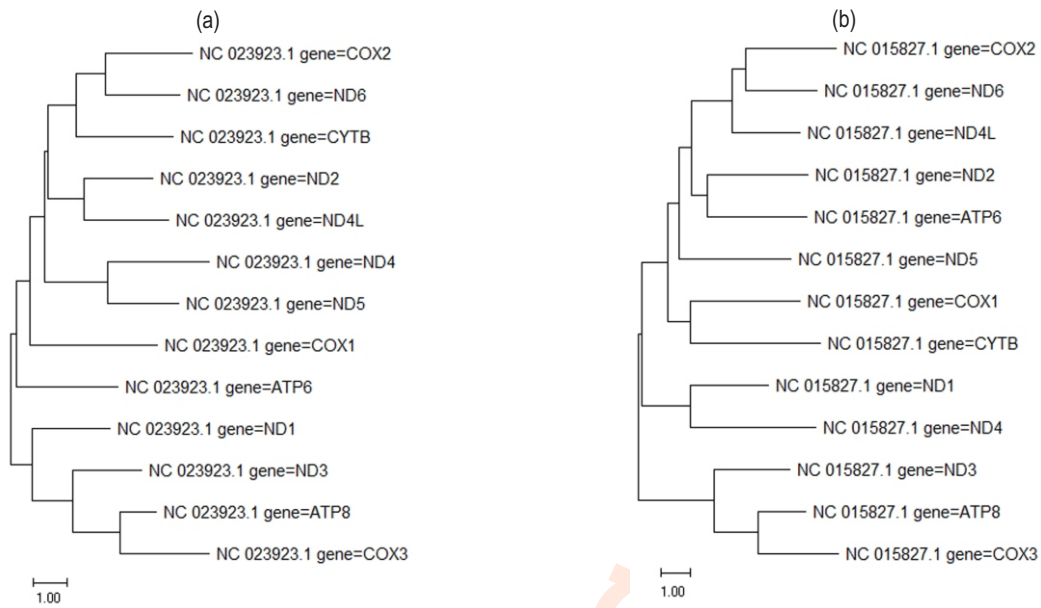 (a)
NC 023923.1 gene=COX2
NC 023923.1 gene=ND6
NC 023923.1 gene=CYTB
NC 023923.1 gene=ND2
NC 023923.1 gene=ND4L
NC 023923.1 gene=ND4
NC 023923.1 gene=ND5
NC 023923.1 gene=COX1
NC 023923.1 gene=ATP6
NC 023923.1 gene=ND1
NC 023923.1 gene=ND3
NC 023923.1 gene=ATP8
NC 023923.1 gene=COX3
1.00
(b)
NC 015827.1 gene=COX2
NC 015827.1 gene=ND6
NC 015827.1 gene=ND4L
NC 015827.1 gene=ND2
NC 015827.1 gene=ATP6
NC 015827.1 gene=ND5
NC 015827.1 gene=COX1
NC 015827.1 gene=CYTB
NC 015827.1 gene=ND1
NC 015827.1 gene=ND4
NC 015827.1 gene=ND3
NC 015827.1 gene=ATP8
NC 015827.1 gene=COX3
1.00